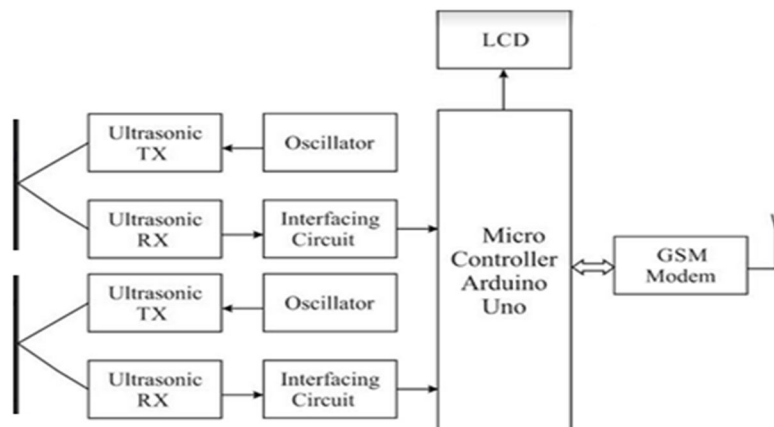 LCD
Ultrasonic
TX
Oscillator
Ultrasonic
RX
Interfacing
Circuit
Micro
Controller
Arduino
Uno
GSM
Modem
Ultrasonic
TX
Oscillator
Ultrasonic
RX
Interfacing
Circuit